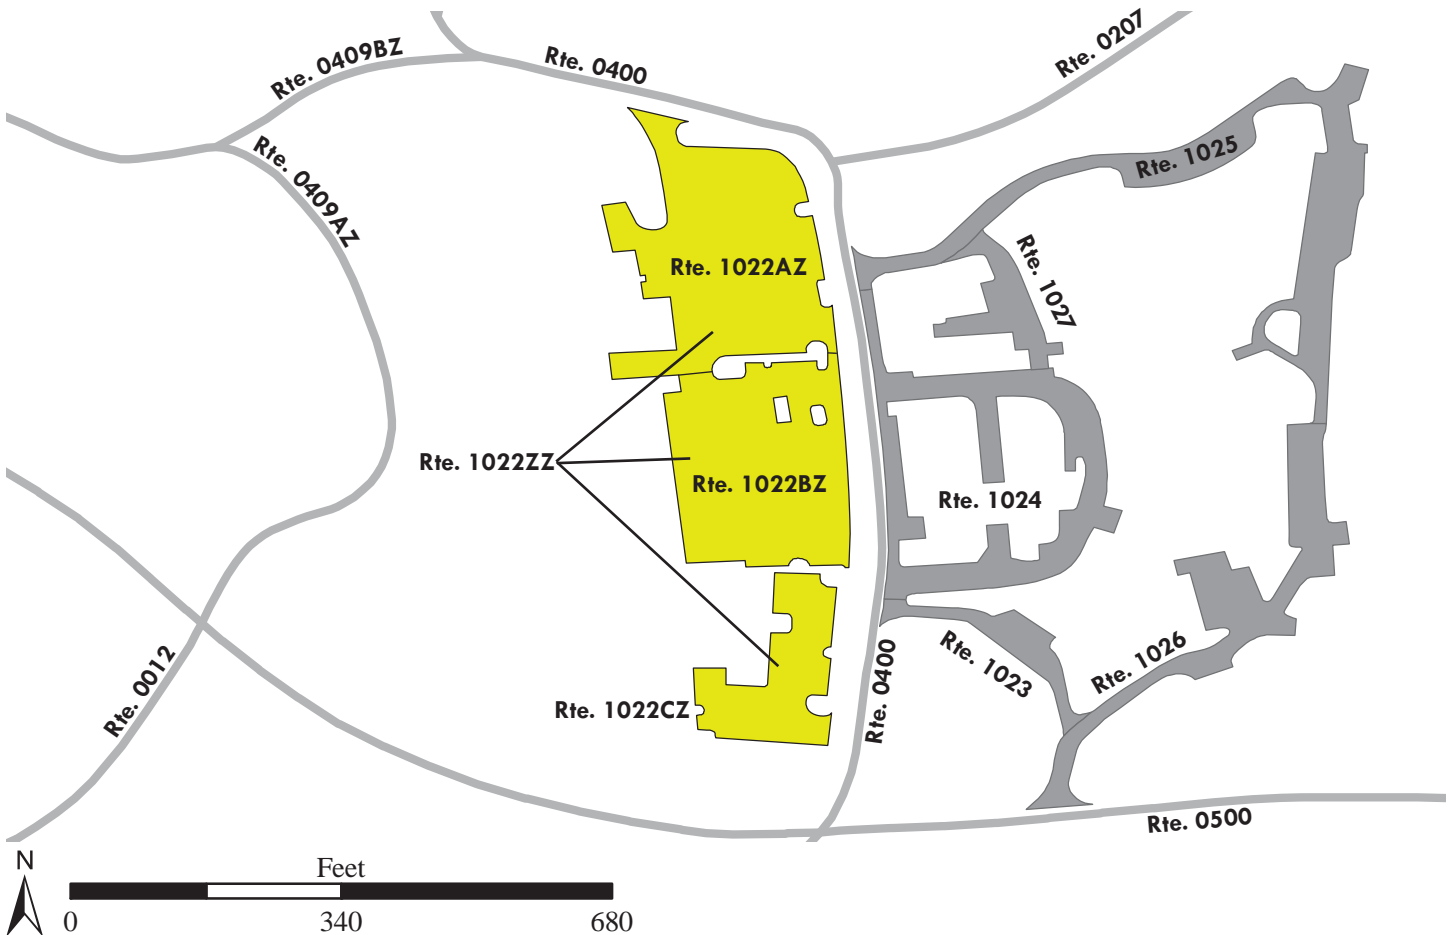 Rte. 0207
Rte. 0409BZ
Rte. 0400
Rte. 1025
Rte. 0409AZ
Rte. 1022AZ
Rte. 1027
Rte. 1022ZZ
Rte. 1022BZ
Rte. 1024
Rte. 0012
Rte. 1022CZ
Rte. 0400
Rte. 1023
Rte. 1026
Rte. 0500
N
Feet
0 340 680